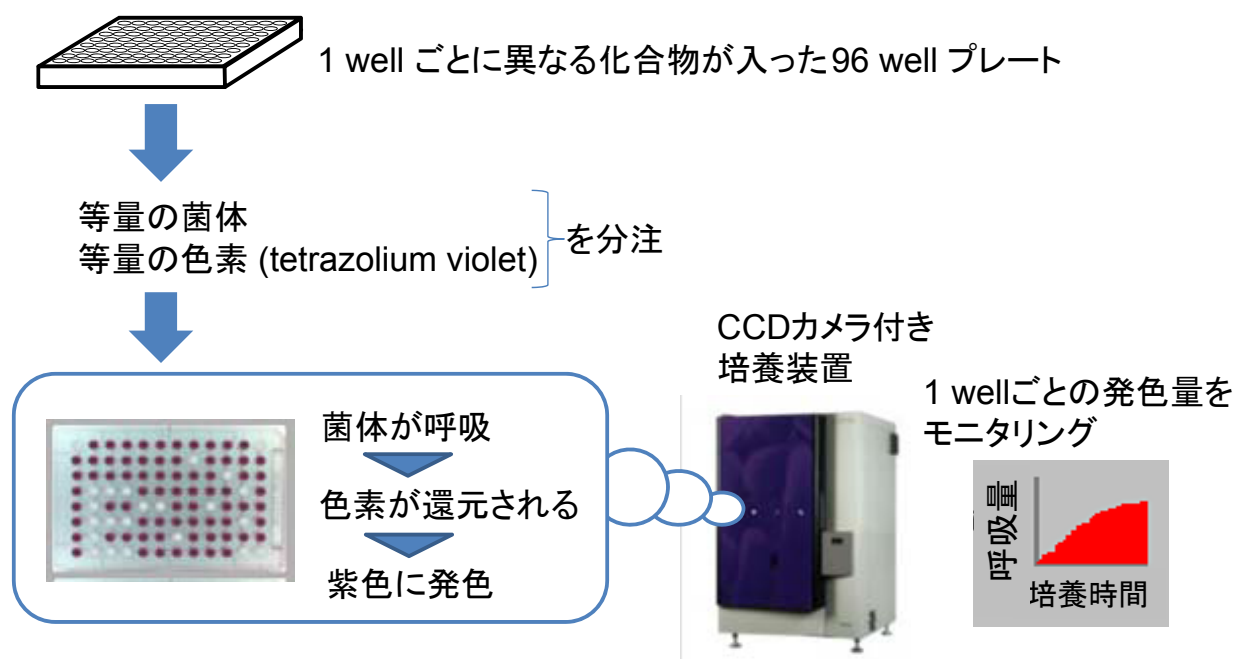 1 well ごとに異なる化合物が入った96 well プレート
等量の菌体
等量の色素 (tetrazolium violet)
を分注
CCDカメラ付き
培養装置
1 wellごとの発色量を
モニタリング
菌体が呼吸
色素が還元される
紫色に発色
呼吸量
培養時間